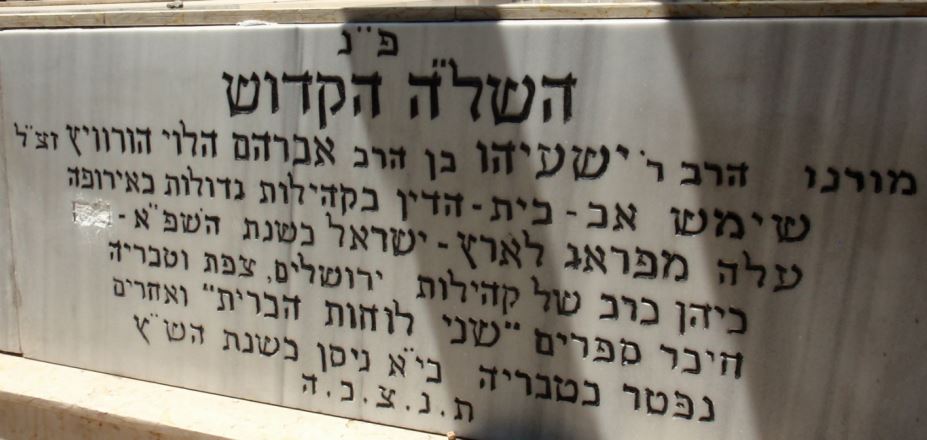 פ״נ
השל״ה הקדוש
מורנו הרב ר' ישעיהו בן הרב אברהם הלוי הורוויץ זצ״ל
שימש אב - בית - הדין בקהילות גדולות באירופה
עלה מפראג לארץ - ישראל בשנת השפ״א -
כיהן כרב של קהילות ירושלים, צפת וטבריה
חיבר ספרים "שני לוחות הברית" ואחרים
נפטר בטבריה בי״א ניסן בשנת הש״ץ
ת.נ.צ.ב.ה